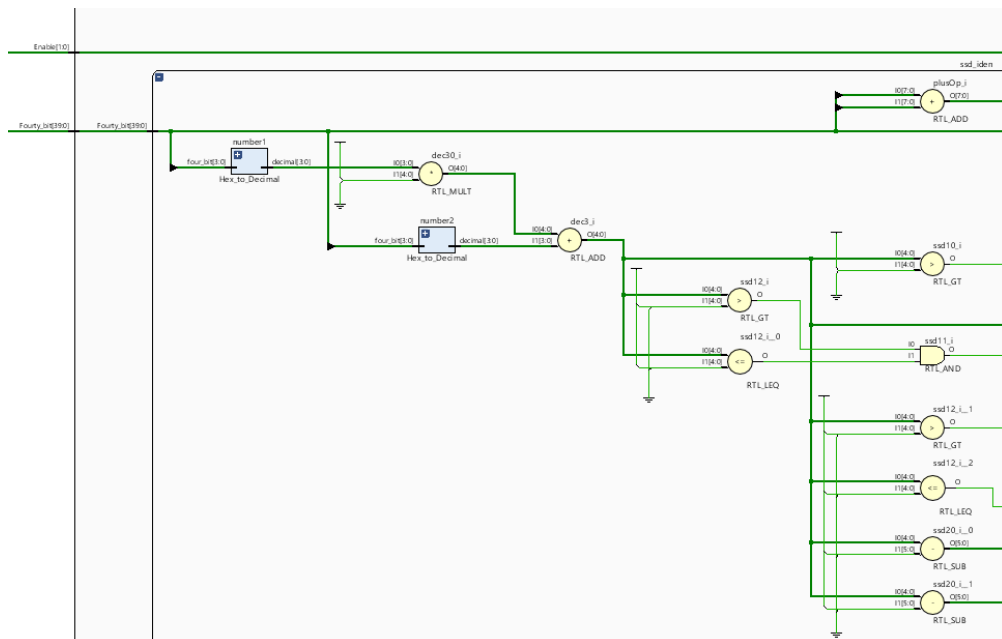 Enable[1:0]
ssd_iden
plusOp_i
I0[7:0]
I1[7:0]
+
O[7:0]
RTL_ADD
Fourty_bit[39:0]
Fourty_bit[39:0]
number1
four_bit[3:0]
decimal[3:0]
Hex_to_Decimal
dec30_i
I0[3:0]
I1[4:0]
*
O[4:0]
RTL_MULT
number2
four_bit[3:0]
decimal[3:0]
Hex_to_Decimal
dec3_i
I0[4:0]
I1[3:0]
+
O[4:0]
RTL_ADD
ssd10_i
I0[4:0]
I1[4:0]
>
O
RTL_GT
ssd12_i
I0[4:0]
I1[4:0]
>
O
RTL_GT
ssd12_i__0
I0[4:0]
I1[4:0]
<=
O
RTL_LEQ
ssd11_i
I0
I1
O
RTL_AND
ssd12_i__1
I0[4:0]
I1[4:0]
>
O
RTL_GT
ssd12_i__2
I0[4:0]
I1[4:0]
<=
O
RTL_LEQ
ssd20_i__0
I0[4:0]
I1[5:0]
-
O[5:0]
RTL_SUB
ssd20_i__1
I0[4:0]
I1[5:0]
-
O[5:0]
RTL_SUB